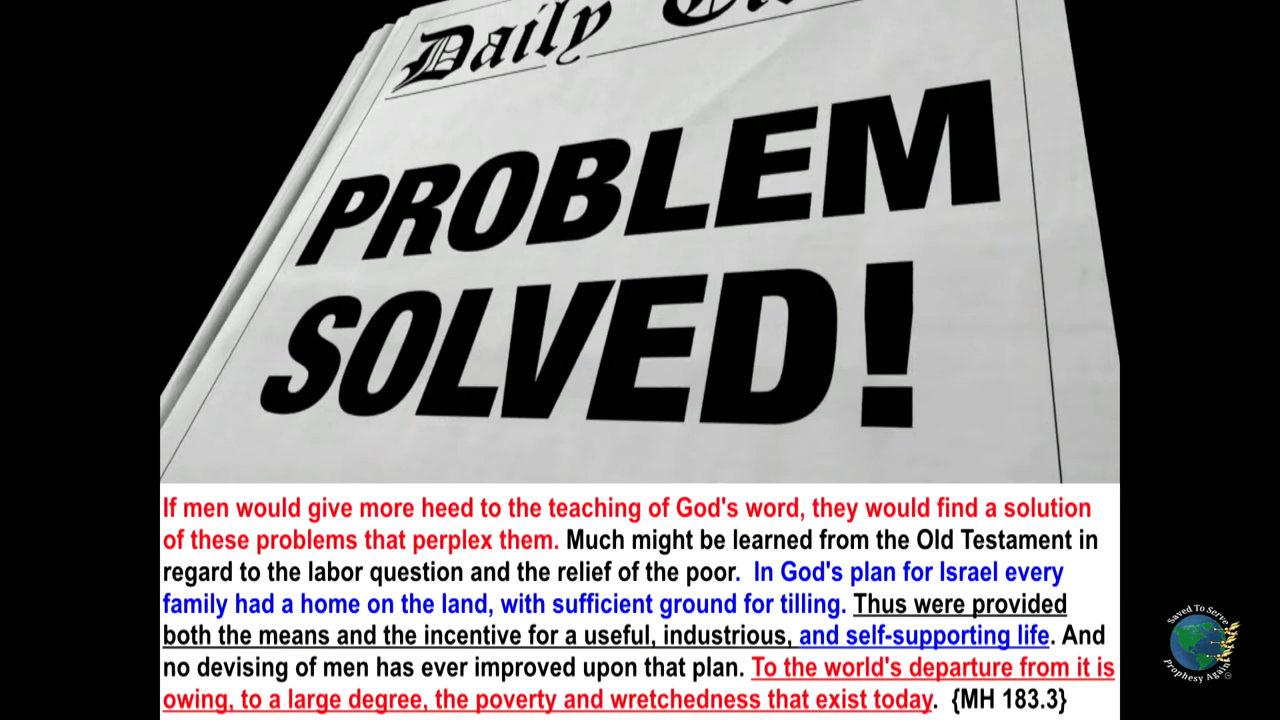 Daily
PROBLEM
SOLVED!
If men would give more heed to the teaching of God's word, they would find a solution
of these problems that perplex them. Much might be learned from the Old Testament in
regard to the labor question and the relief of the poor.  In God's plan for Israel every
family had a home on the land, with sufficient ground for tilling. Thus were provided
both the means and the incentive for a useful, industrious, and self-supporting life. And
no devising of men has ever improved upon that plan. To the world's departure from it is
owing, to a large degree, the poverty and wretchedness that exist today.  {MH 183.3}
Saved To Serve
Prophesy Again